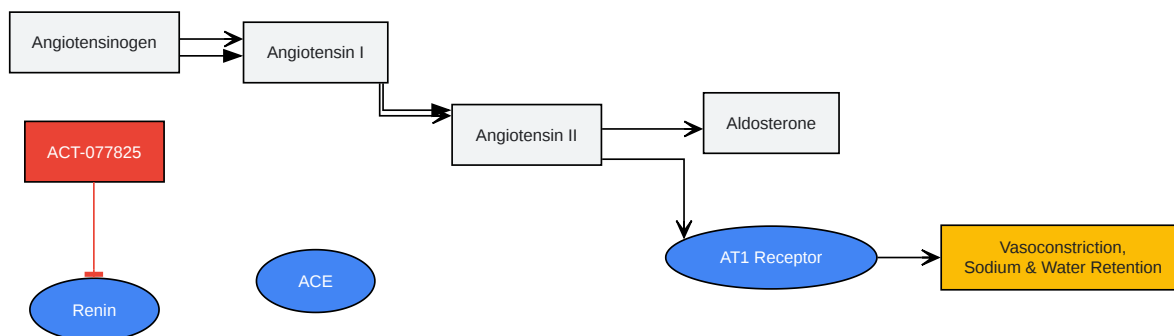 Angiotensinogen
Angiotensin I
Angiotensin II
Aldosterone
ACT-077825
AT1 Receptor
Vasoconstriction,
Sodium & Water Retention
ACE
Renin